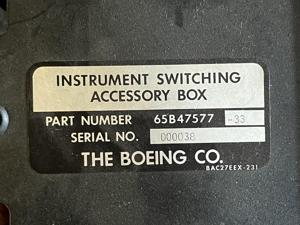 INSTRUMENT SWITCHING
ACCESSORY BOX
PART NUMBER 65B47577 -33
SERIAL NO. 000038
THE BOEING CO.
BAC27EEX-231